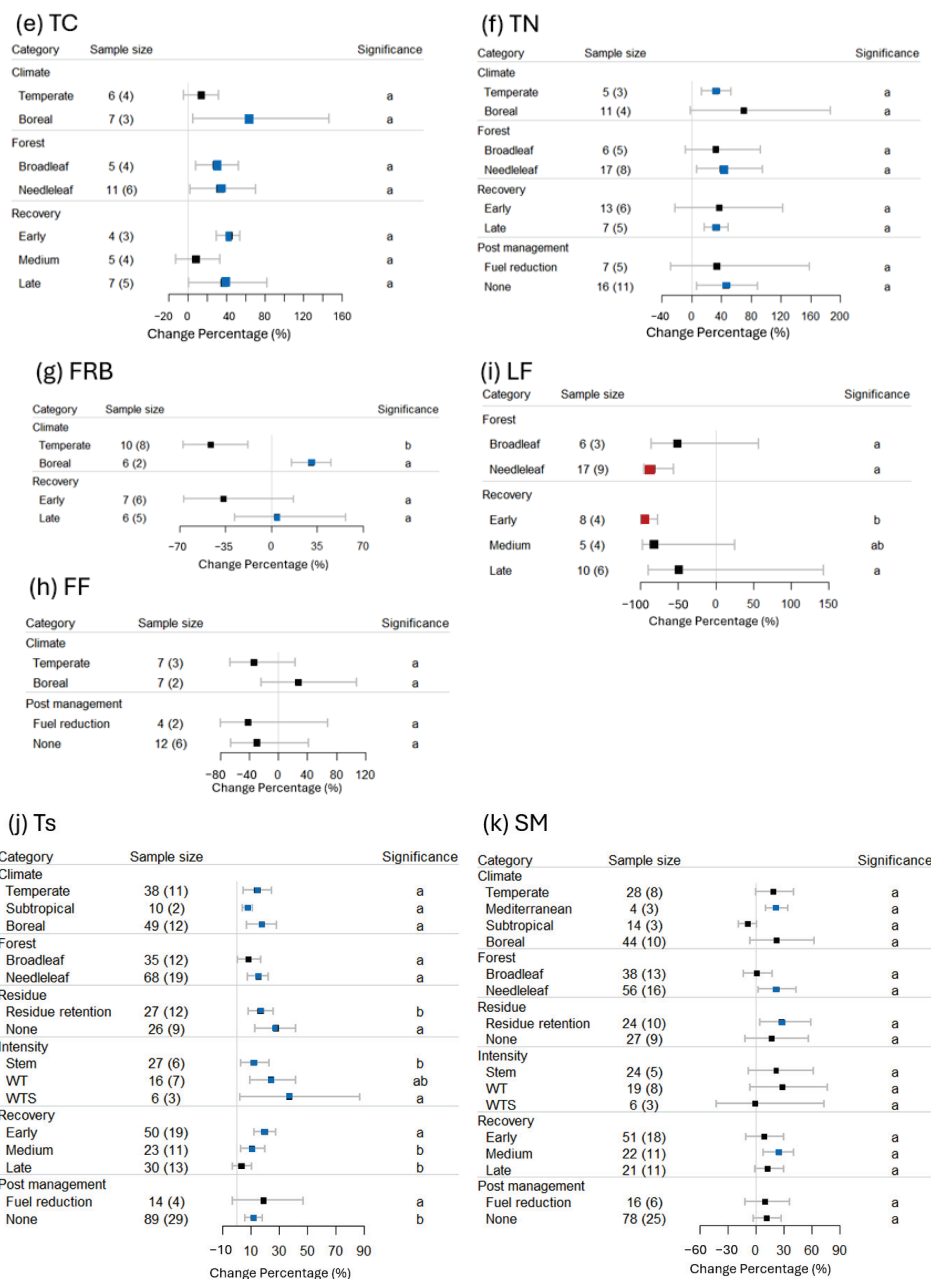 (e) TC
Category Sample size Significance
Climate
Temperate 6 (4) a
Boreal 7 (3) a
Forest
Broadleaf 5 (4) a
Needleleaf 11 (6) a
Recovery
Early 4 (3) a
Medium 5 (4) a
Late 7 (5) a
−20 0 40 80 120 160
Change Percentage (%)
(f) TN
Category Sample size Significance
Climate
Temperate 5 (3) a
Boreal 11 (4) a
Forest
Broadleaf 6 (5) a
Needleleaf 17 (8) a
Recovery
Early 13 (6) a
Late 7 (5) a
Post management
Fuel reduction 7 (5) a
None 16 (11) a
−40 0 40 80 120 160 200
Change Percentage (%)
(g) FRB
Category Sample size Significance
Climate
Temperate 10 (8) b
Boreal 6 (2) a
Recovery
Early 7 (6) a
Late 6 (5) a
−70 −35 0 35 70
Change Percentage (%)
(i) LF
Category Sample size Significance
Forest
Broadleaf 6 (3) a
Needleleaf 17 (9) a
Recovery
Early 8 (4) b
Medium 5 (4) ab
Late 10 (6) a
−100 −50 0 50 100 150
Change Percentage (%)
(h) FF
Category Sample size Significance
Climate
Temperate 7 (3) a
Boreal 7 (2) a
Post management
Fuel reduction 4 (2) a
None 12 (6) a
−80 −40 0 40 80 120
Change Percentage (%)
(j) Ts
Category Sample size Significance
Climate
Temperate 38 (11) a
Subtropical 10 (2) a
Boreal 49 (12) a
Forest
Broadleaf 35 (12) a
Needleleaf 68 (19) a
Residue
Residue retention 27 (12) b
None 26 (9) a
Intensity
Stem 27 (6) b
WT 16 (7) ab
WTS 6 (3) a
Recovery
Early 50 (19) a
Medium 23 (11) b
Late 30 (13) b
Post management
Fuel reduction 14 (4) a
None 89 (29) b
−10 10 30 50 70 90
Change Percentage (%)
(k) SM
Category Sample size Significance
Climate
Temperate 28 (8) a
Mediterranean 4 (3) a
Subtropical 14 (3) a
Boreal 44 (10) a
Forest
Broadleaf 38 (13) a
Needleleaf 56 (16) a
Residue
Residue retention 24 (10) a
None 27 (9) a
Intensity
Stem 24 (5) a
WT 19 (8) a
WTS 6 (3) a
Recovery
Early 51 (18) a
Medium 22 (11) a
Late 21 (11) a
Post management
Fuel reduction 16 (6) a
None 78 (25) a
−60 −30 0 30 60 90
Change Percentage (%)